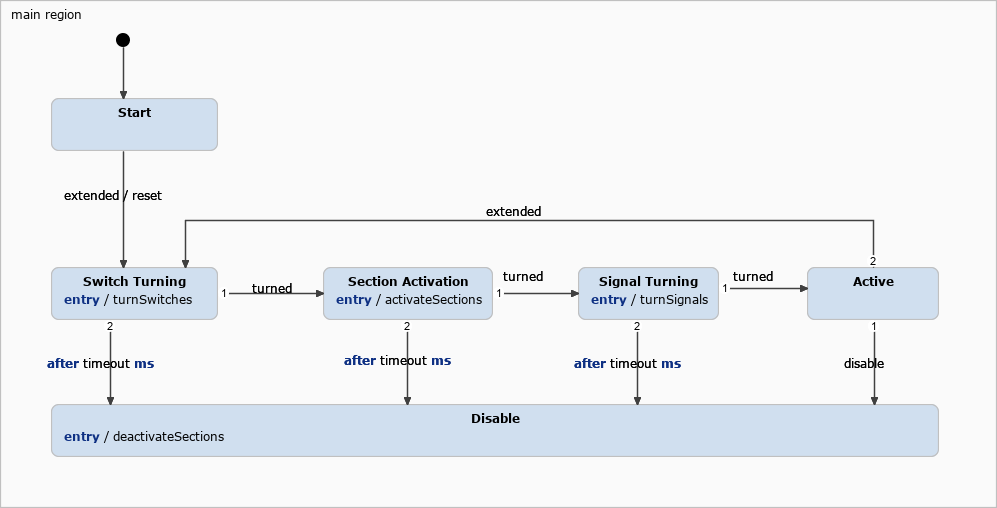 main region
Start
extended / reset
extended
2
Switch Turning
entry / turnSwitches
1
turned
Section Activation
entry / activateSections
1
turned
Signal Turning
entry / turnSignals
1
turned
Active
2
after timeout ms
2
after timeout ms
2
after timeout ms
1
disable
Disable
entry / deactivateSections